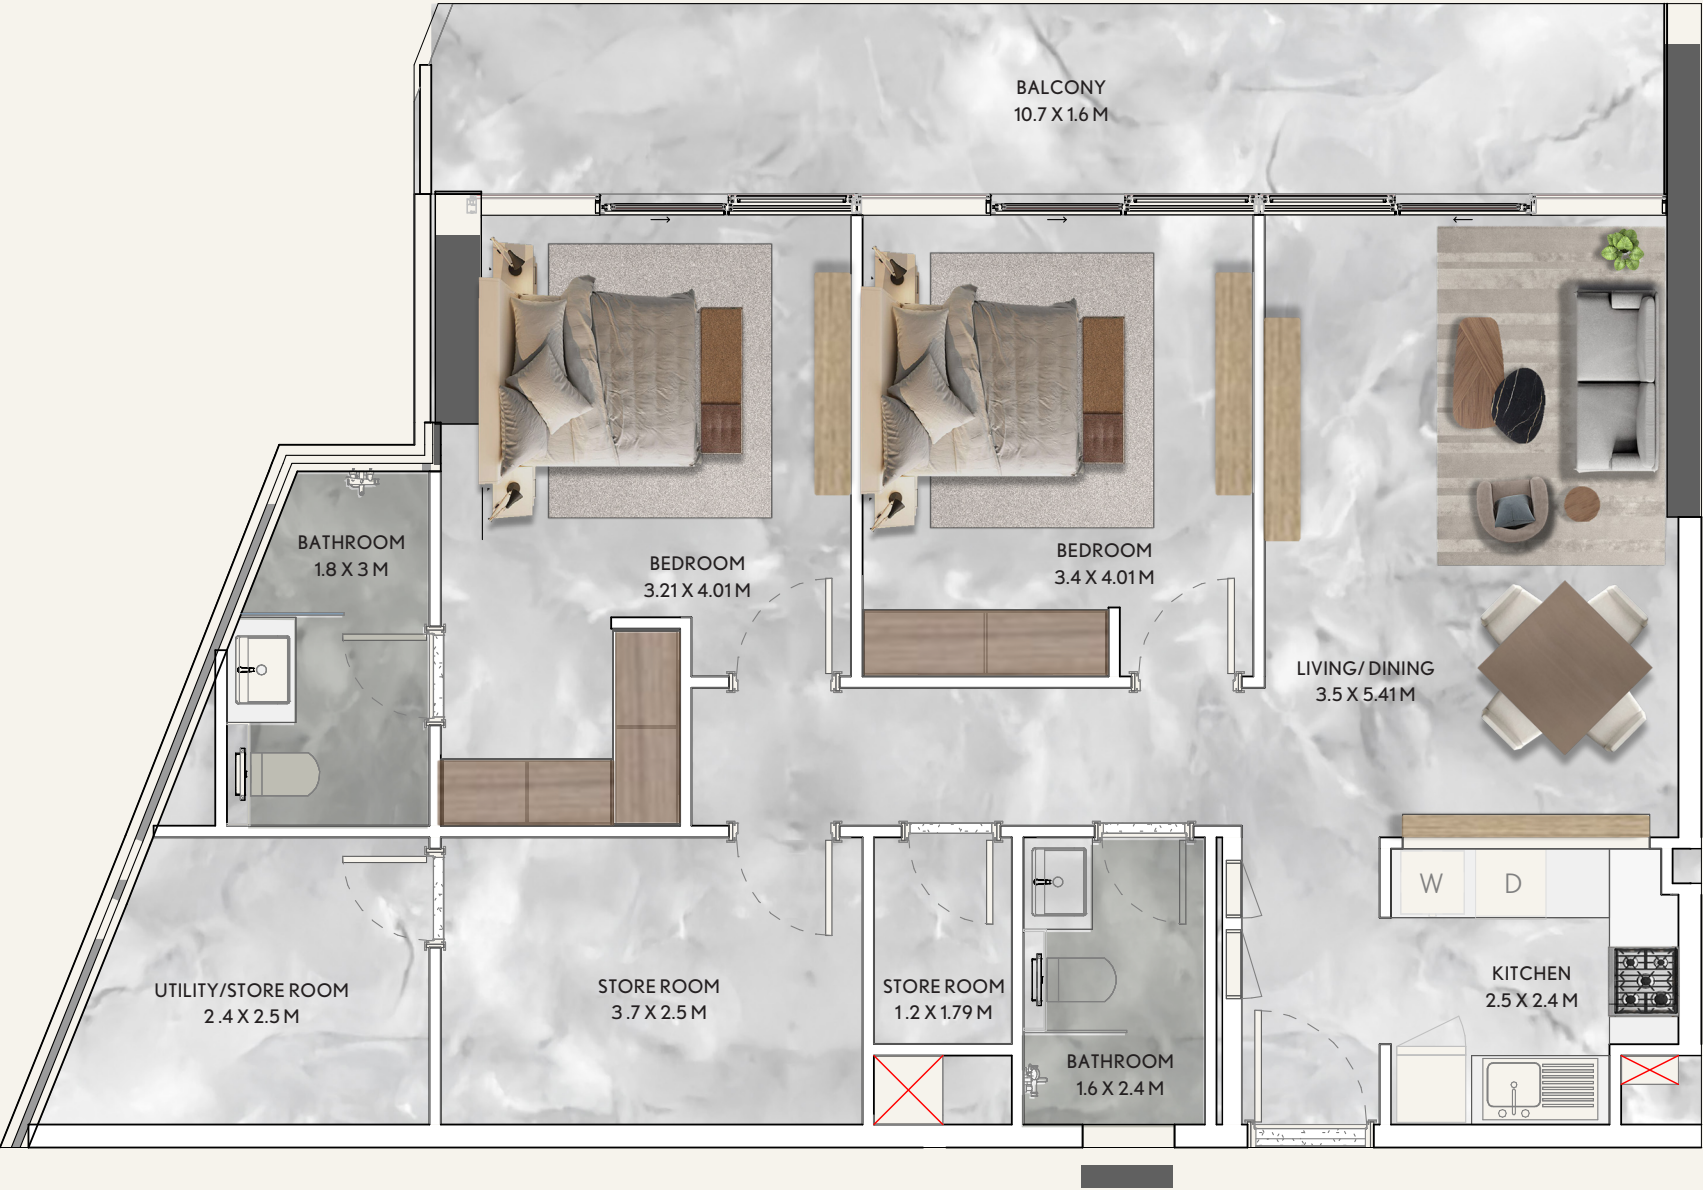 BALCONY
10.7 X 1.6 M
BATHROOM
1.8 X 3 M
BEDROOM
3.21 X 4.01 M
BEDROOM
3.4 X 4.01 M
LIVING/ DINING
3.5 X 5.41 M
W
D
UTILITY/STORE ROOM
2.4 X 2.5 M
STORE ROOM
3.7 X 2.5 M
STORE ROOM
1.2 X 1.79 M
KITCHEN
2.5 X 2.4 M
BATHROOM
1.6 X 2.4 M